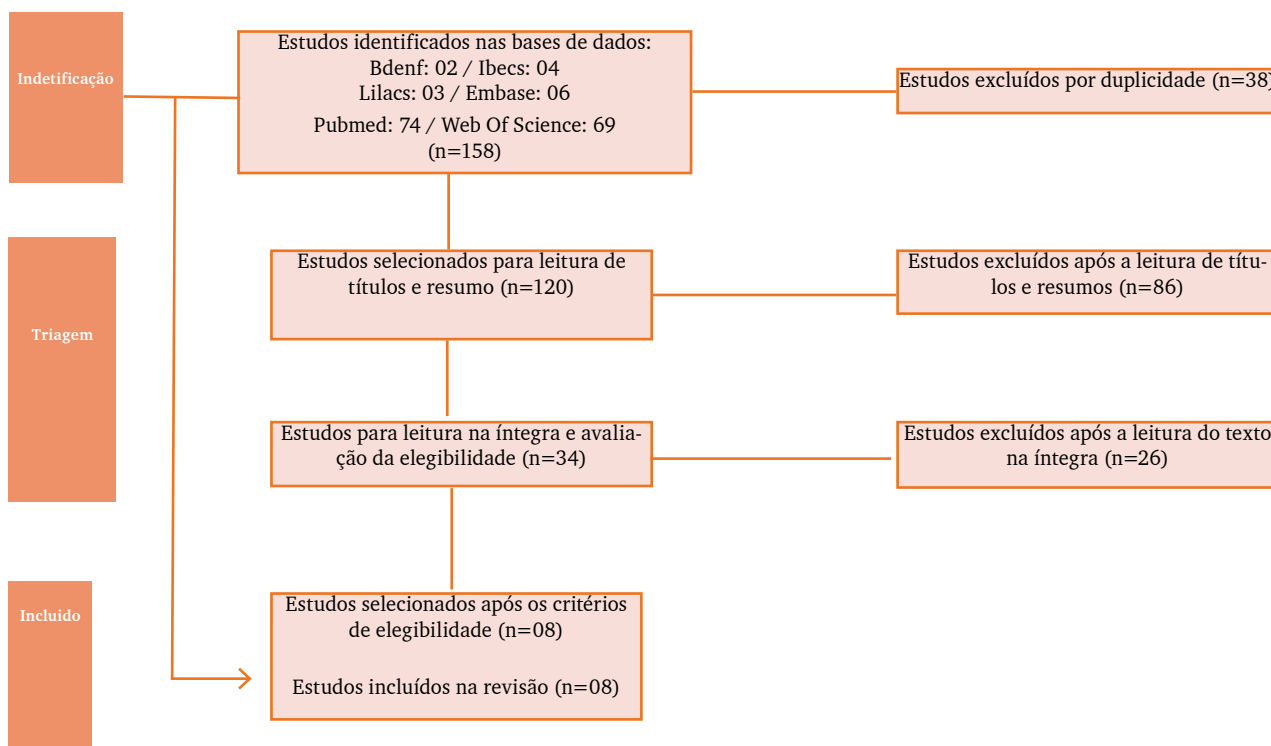 Indetificação
Estudos identificados nas bases de dados:
Bdenf: 02 / Ibecs: 04
Lilacs: 03 / Embase: 06
Pubmed: 74 / Web Of Science: 69
(n=158)
Estudos excluídos por duplicidade (n=38)
Triagem
Estudos selecionados para leitura de
títulos e resumo (n=120)
Estudos excluídos após a leitura de títu-
los e resumos (n=86)
Estudos para leitura na íntegra e avalia-
ção da elegibilidade (n=34)
Estudos excluídos após a leitura do texto
na íntegra (n=26)
Incluido
Estudos selecionados após os critérios
de elegibilidade (n=08)
Estudos incluídos na revisão (n=08)